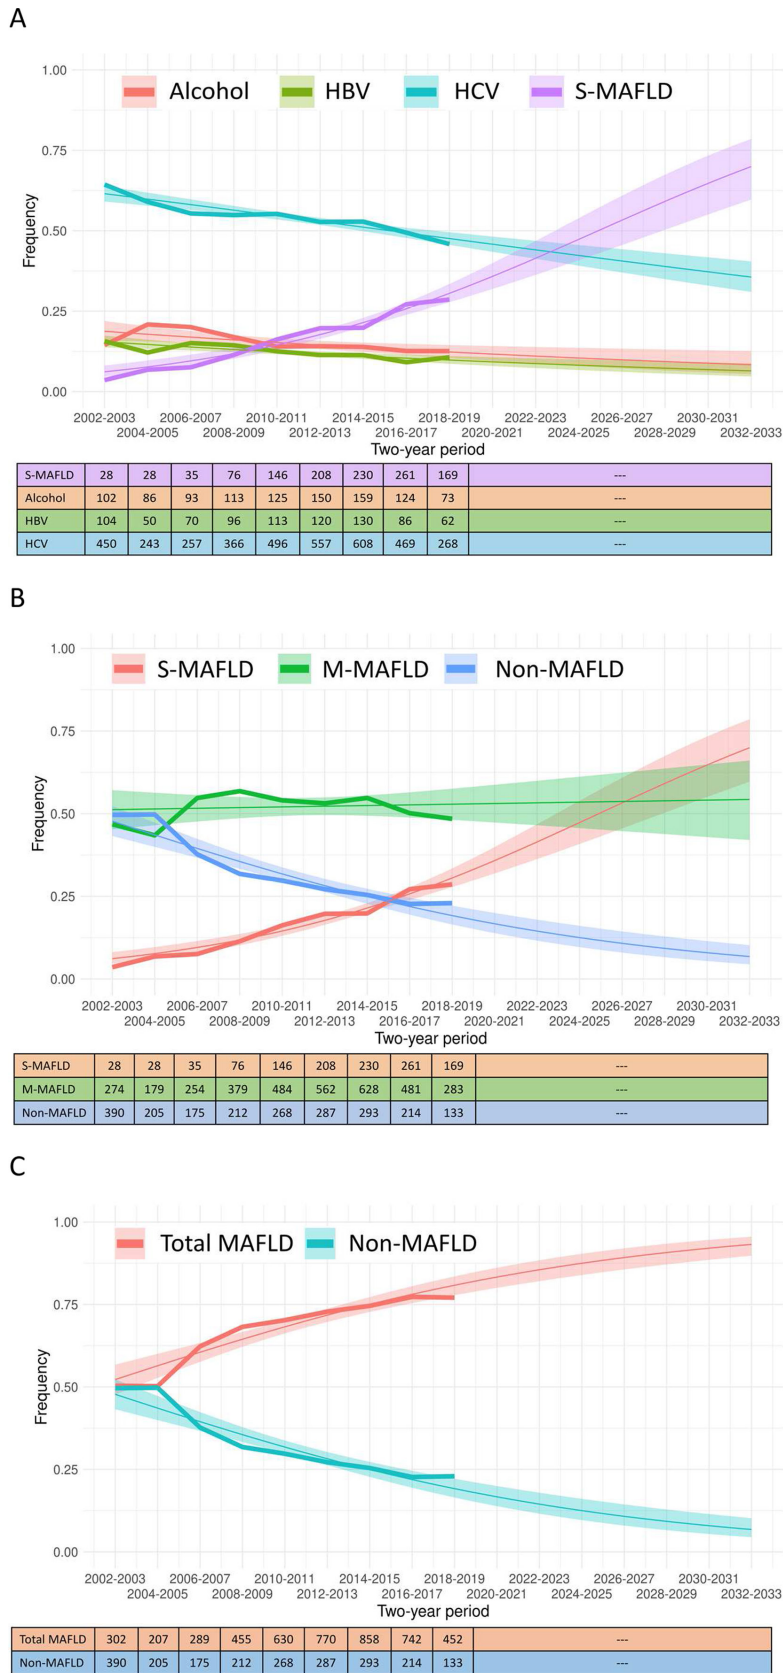 A
1.00
Alcohol HBV HCV S-MAFLD
0.75
0.50
0.25
0.00
Frequency
2002-2003 2006-2007 2010-2011 2014-2015 2018-2019 2022-2023 2026-2027 2030-2031
2004-2005 2008-2009 2012-2013 2016-2017 2020-2021 2024-2025 2028-2029 2032-2033
Two-year period
S-MAFLD 28 28 35 76 146 208 230 261 169 ---
Alcohol 102 86 93 113 125 150 159 124 73 ---
HBV 104 50 70 96 113 120 130 86 62 ---
HCV 450 243 257 366 496 557 608 469 268 ---
B
1.00
S-MAFLD M-MAFLD Non-MAFLD
0.75
0.50
0.25
0.00
Frequency
2002-2003 2006-2007 2010-2011 2014-2015 2018-2019 2022-2023 2026-2027 2030-2031
2004-2005 2008-2009 2012-2013 2016-2017 2020-2021 2024-2025 2028-2029 2032-2033
Two-year period
S-MAFLD 28 28 35 76 146 208 230 261 169 ---
M-MAFLD 274 179 254 379 484 562 628 481 283 ---
Non-MAFLD 390 205 175 212 268 287 293 214 133 ---
C
1.00
Total MAFLD Non-MAFLD
0.75
0.50
0.25
0.00
Frequency
2002-2003 2006-2007 2010-2011 2014-2015 2018-2019 2022-2023 2026-2027 2030-2031
2004-2005 2008-2009 2012-2013 2016-2017 2020-2021 2024-2025 2028-2029 2032-2033
Two-year period
Total MAFLD 302 207 289 455 630 770 858 742 452 ---
Non-MAFLD 390 205 175 212 268 287 293 214 133 ---